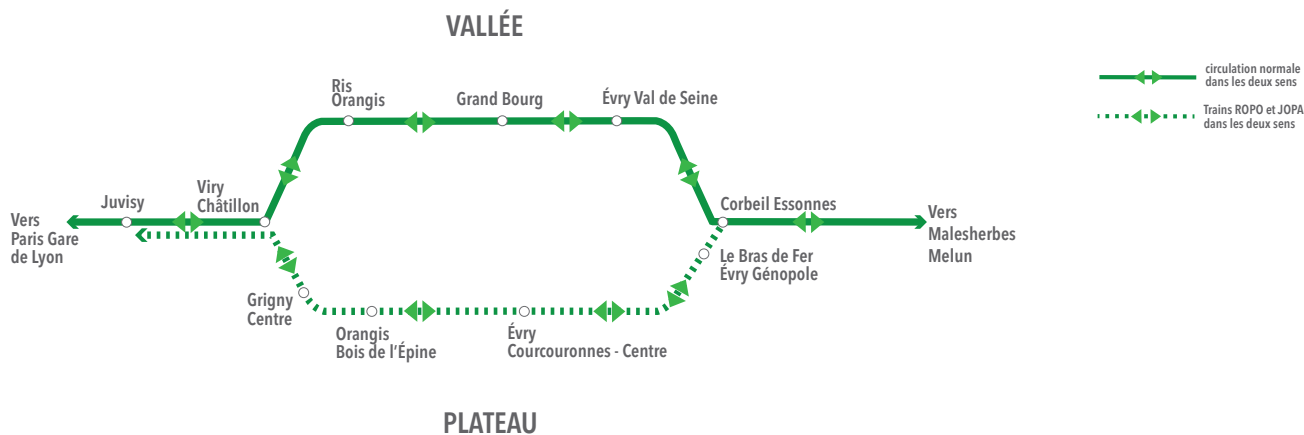 VALLÉE
circulation normale
dans les deux sens
Trains ROPO et JOPA
dans les deux sens
Ris
Orangis
Grand Bourg
Évry Val de Seine
Juvisy
Viry
Châtillon
Corbeil Essonnes
Vers
Paris Gare
de Lyon
Vers
Malesherbes
Melun
Le Bras de Fer
Évry Génopole
Grigny
Centre
Orangis
Bois de l'Épine
Évry
Courcouronnes - Centre
PLATEAU